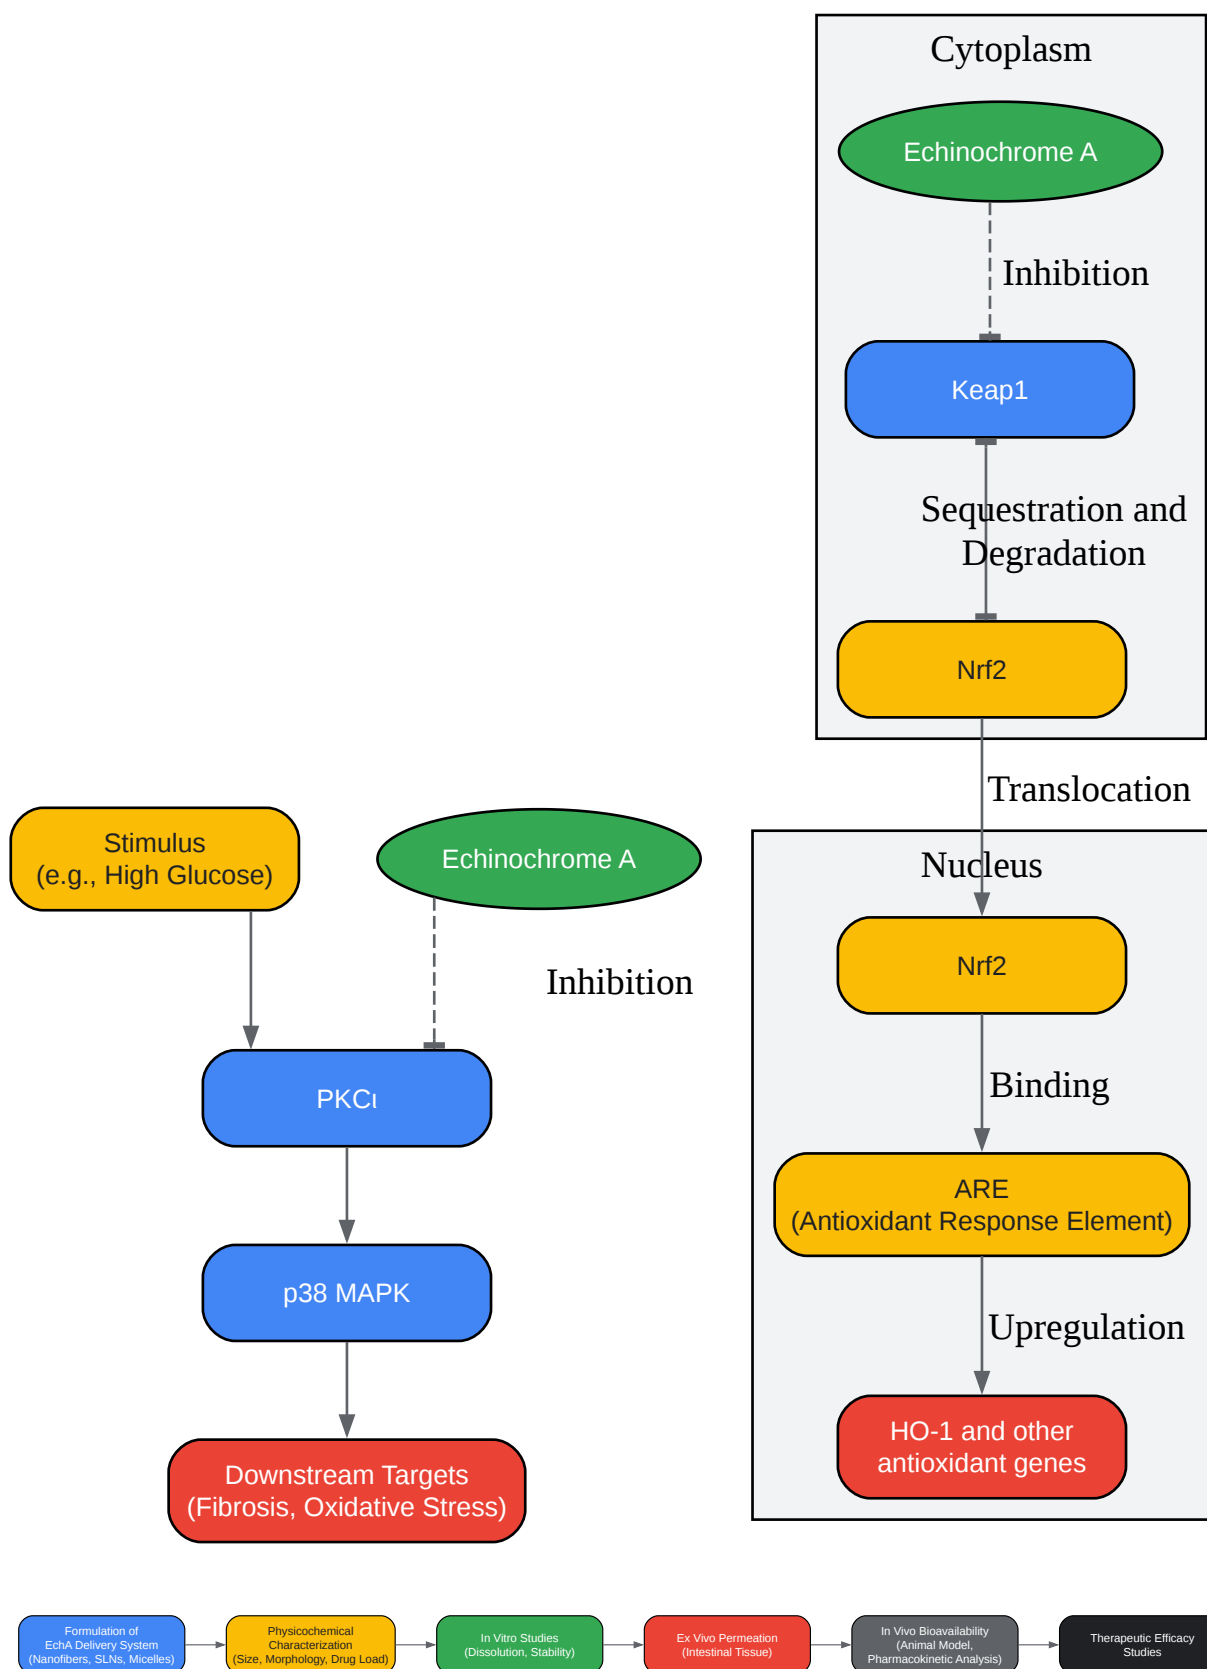 Cytoplasm
Echinochrome A
Inhibition
Keap1
Sequestration and
Degradation
Nrf2
Translocation
Nucleus
Nrf2
Binding
ARE
(Antioxidant Response Element)
Upregulation
HO-1 and other
antioxidant genes
Stimulus
(e.g., High Glucose)
Echinochrome A
Inhibition
PKCι
p38 MAPK
Downstream Targets
(Fibrosis, Oxidative Stress)
Formulation of
EchA Delivery System
(Nanofibers, SLNs, Micelles)
Physicochemical
Characterization
(Size, Morphology, Drug Load)
In Vitro Studies
(Dissolution, Stability)
Ex Vivo Permeation
(Intestinal Tissue)
In Vivo Bioavailability
(Animal Model,
Pharmacokinetic Analysis)
Therapeutic Efficacy
Studies